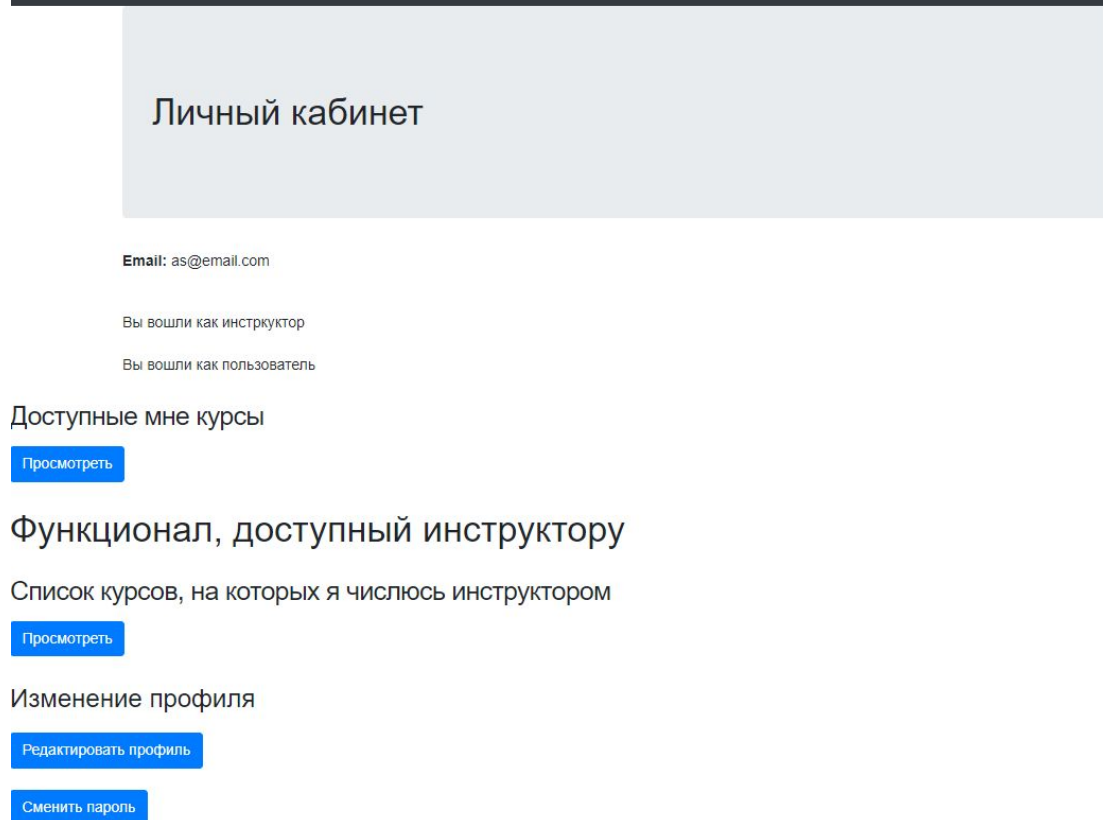 Личный кабинет
Email: as@email.com
Вы вошли как инстркуктор
Вы вошли как пользователь
Доступные мне курсы
Просмотреть
Функционал, доступный инструктору
Список курсов, на которых я числюсь инструктором
Просмотреть
Изменение профиля
Редактировать профиль
Сменить пароль